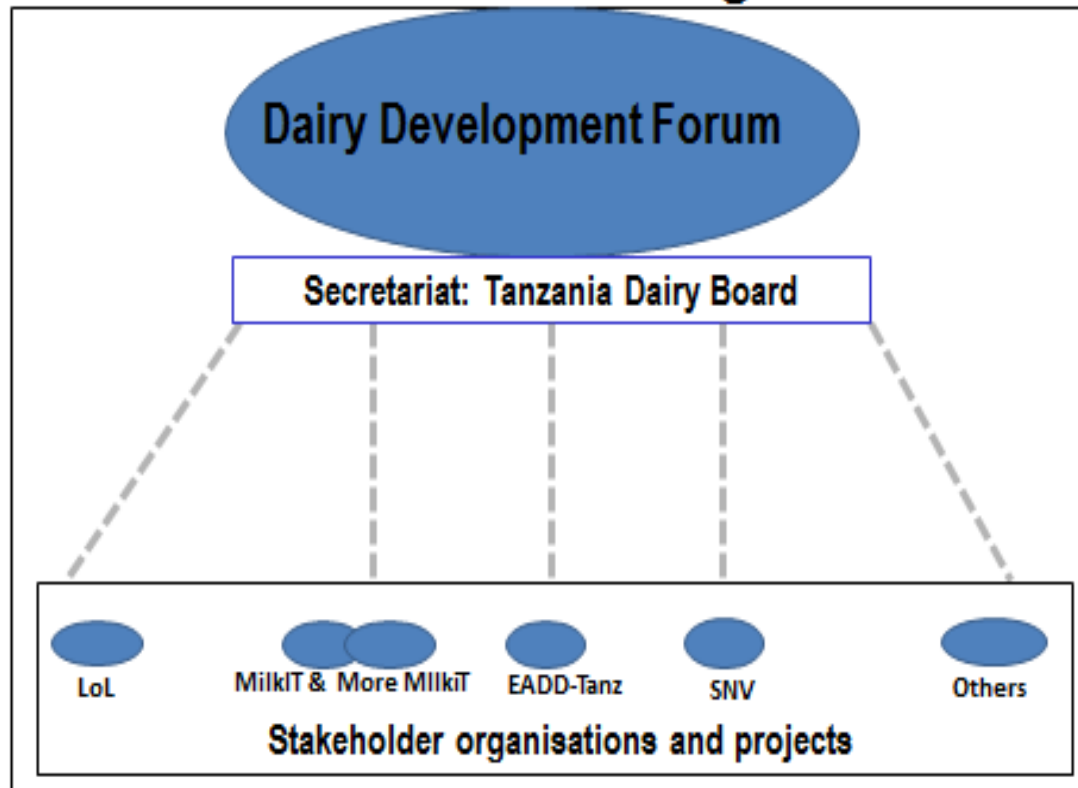 Dairy Development Forum
Secretariat: Tanzania Dairy Board
LoL
MilkIT & More MIlkiT
EADD-Tanz
SNV
Others
Stakeholder organisations and projects